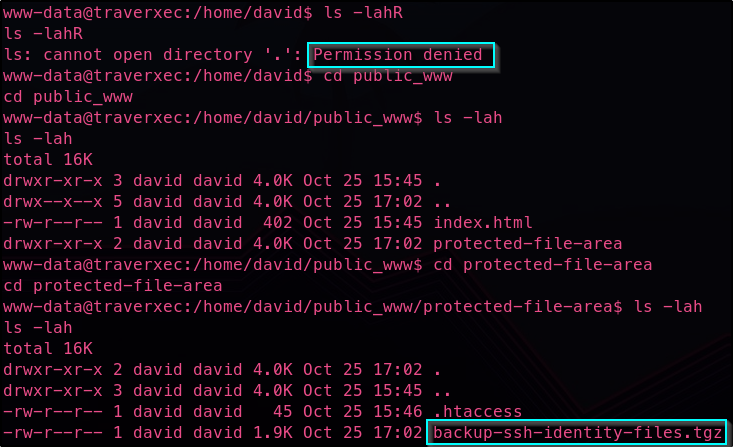 www-data@traverxec:/home/david$ ls -lahR
ls -lahR
ls: cannot open directory '.': Permission denied
www-data@traverxec:/home/david$ cd public_www
cd public_www
www-data@traverxec:/home/david/public_www$ ls -lah
ls -lah
total 16K
drwxr-xr-x 3 david david 4.0K Oct 25 15:45 .
drwx--x--x 5 david david 4.0K Oct 25 17:02 ..
-rw-r--r-- 1 david david  402 Oct 25 15:45 index.html
drwxr-xr-x 2 david david 4.0K Oct 25 17:02 protected-file-area
www-data@traverxec:/home/david/public_www$ cd protected-file-area
cd protected-file-area
www-data@traverxec:/home/david/public_www/protected-file-area$ ls -lah
ls -lah
total 16K
drwxr-xr-x 2 david david 4.0K Oct 25 17:02 .
drwxr-xr-x 3 david david 4.0K Oct 25 15:45 ..
-rw-r--r-- 1 david david   45 Oct 25 15:46 .htaccess
-rw-r--r-- 1 david david 1.9K Oct 25 17:02 backup-ssh-identity-files.tgz